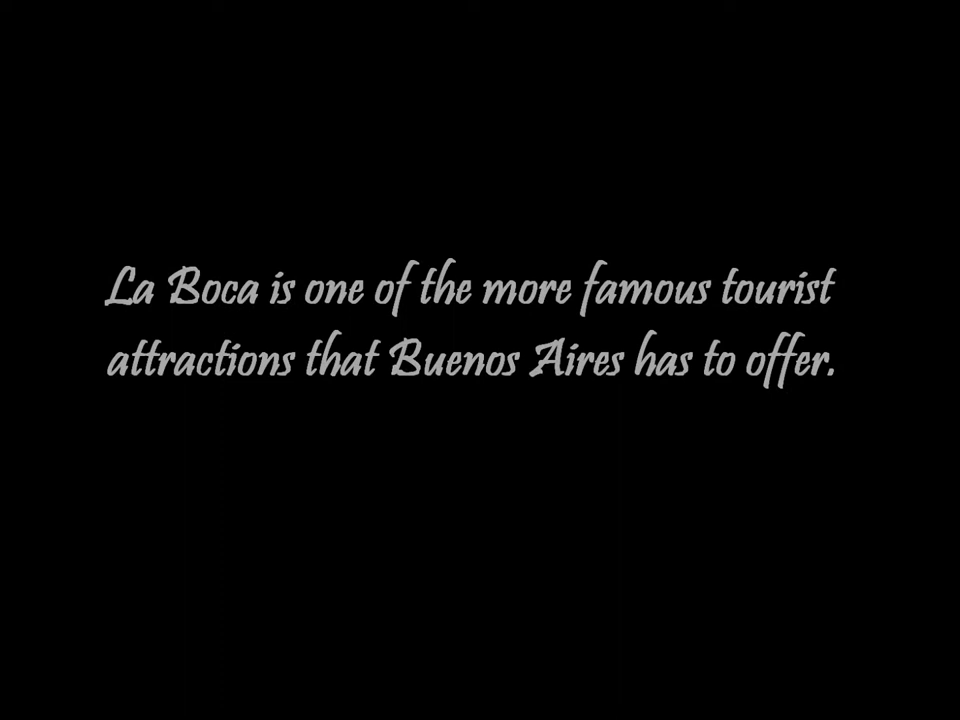 La Boca is one of the more famous tourist
attractions that Buenos Aires has to offer.